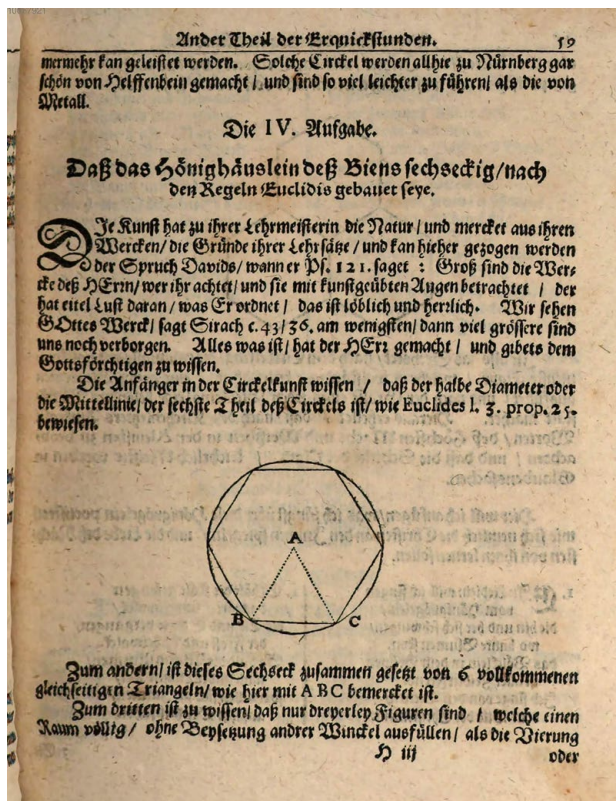 Ander Theil der Erquickstunden. 59
mermehr kan geleistet werden. Solche Circkel werden allhie zu Nürnberg gar
schön von Helffenbein gemacht / und sind so viel leichter zu führen / als die von
Metall.
Die IV. Aufgabe.
Daß das Hönighäuslein deß Biens sechseckig / nach
den Regeln Euclidis gebauet seye.
DIe Kunst hat zu ihrer Lehrmeisterin die Natur / und mercket aus ihren
Wercken / die Gründe ihrer Lehrsätze / und kan hieher gezogen werden
der Spruch Davids / wann er Ps. 121. saget : Groß sind die Wer-
cke deß HErrn / wer ihr achtet / und sie mit kunstgeübten Augen betrachtet / der
hat eitel Lust daran / was Er ordnet / das ist löblich und herrlich. Wir sehen
GOttes Werck / sagt Sirach c. 43 / 36. am wenigsten / dann viel grössere sind
uns noch verborgen. Alles was ist / hat der HErr gemacht / und gibets dem
Gottsförchtigen zu wissen.
Die Anfänger in der Circkelkunst wissen / daß der halbe Diameter oder
die Mittellinie / der sechste Theil deß Circkels ist / wie Euclides l. 3. prop. 25.
bewiesen.
A
B C
Zum andern / ist dieses Sechseck zusammen gesetzt von 6 vollkommenen
gleichseitigen Triangeln / wie hier mit A B C bemercket ist.
Zum dritten ist zu wissen / daß nur dreyerley Figuren sind / welche einen
Raum völlig / ohne Beysetzung andrer Winckel ausfüllen / als die Vierung
H iij oder